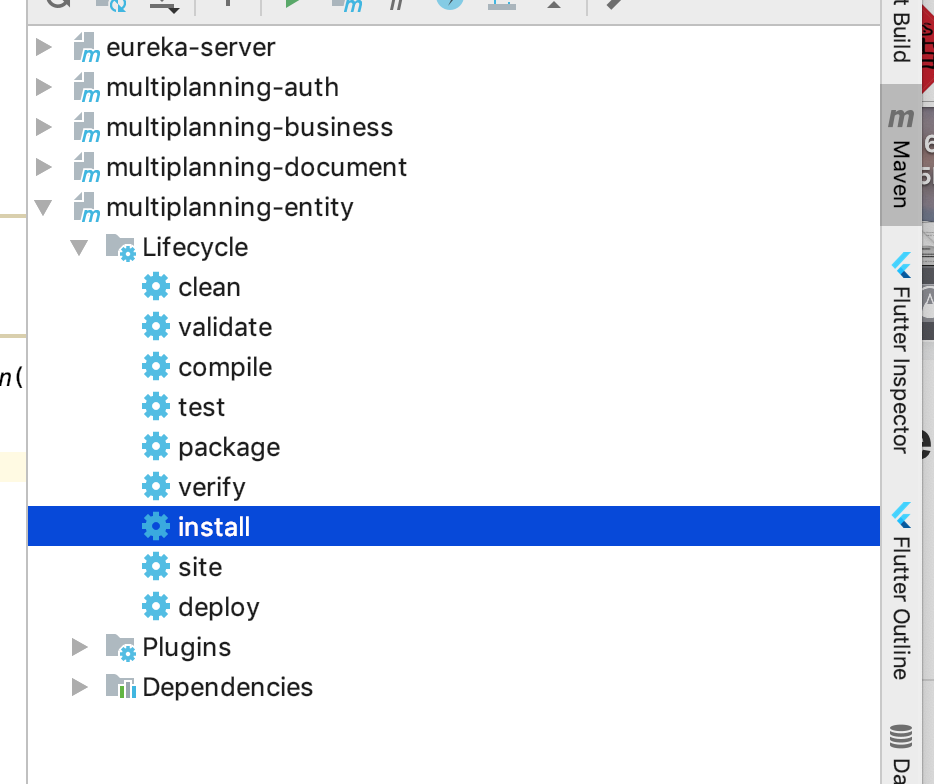 eureka-server
multiplanning-auth
multiplanning-business
multiplanning-document
multiplanning-entity
Lifecycle
clean
validate
compile
test
package
verify
install
site
deploy
Plugins
Dependencies
n(
t Build
m
Maven
Flutter Inspector
Flutter Outline
Da